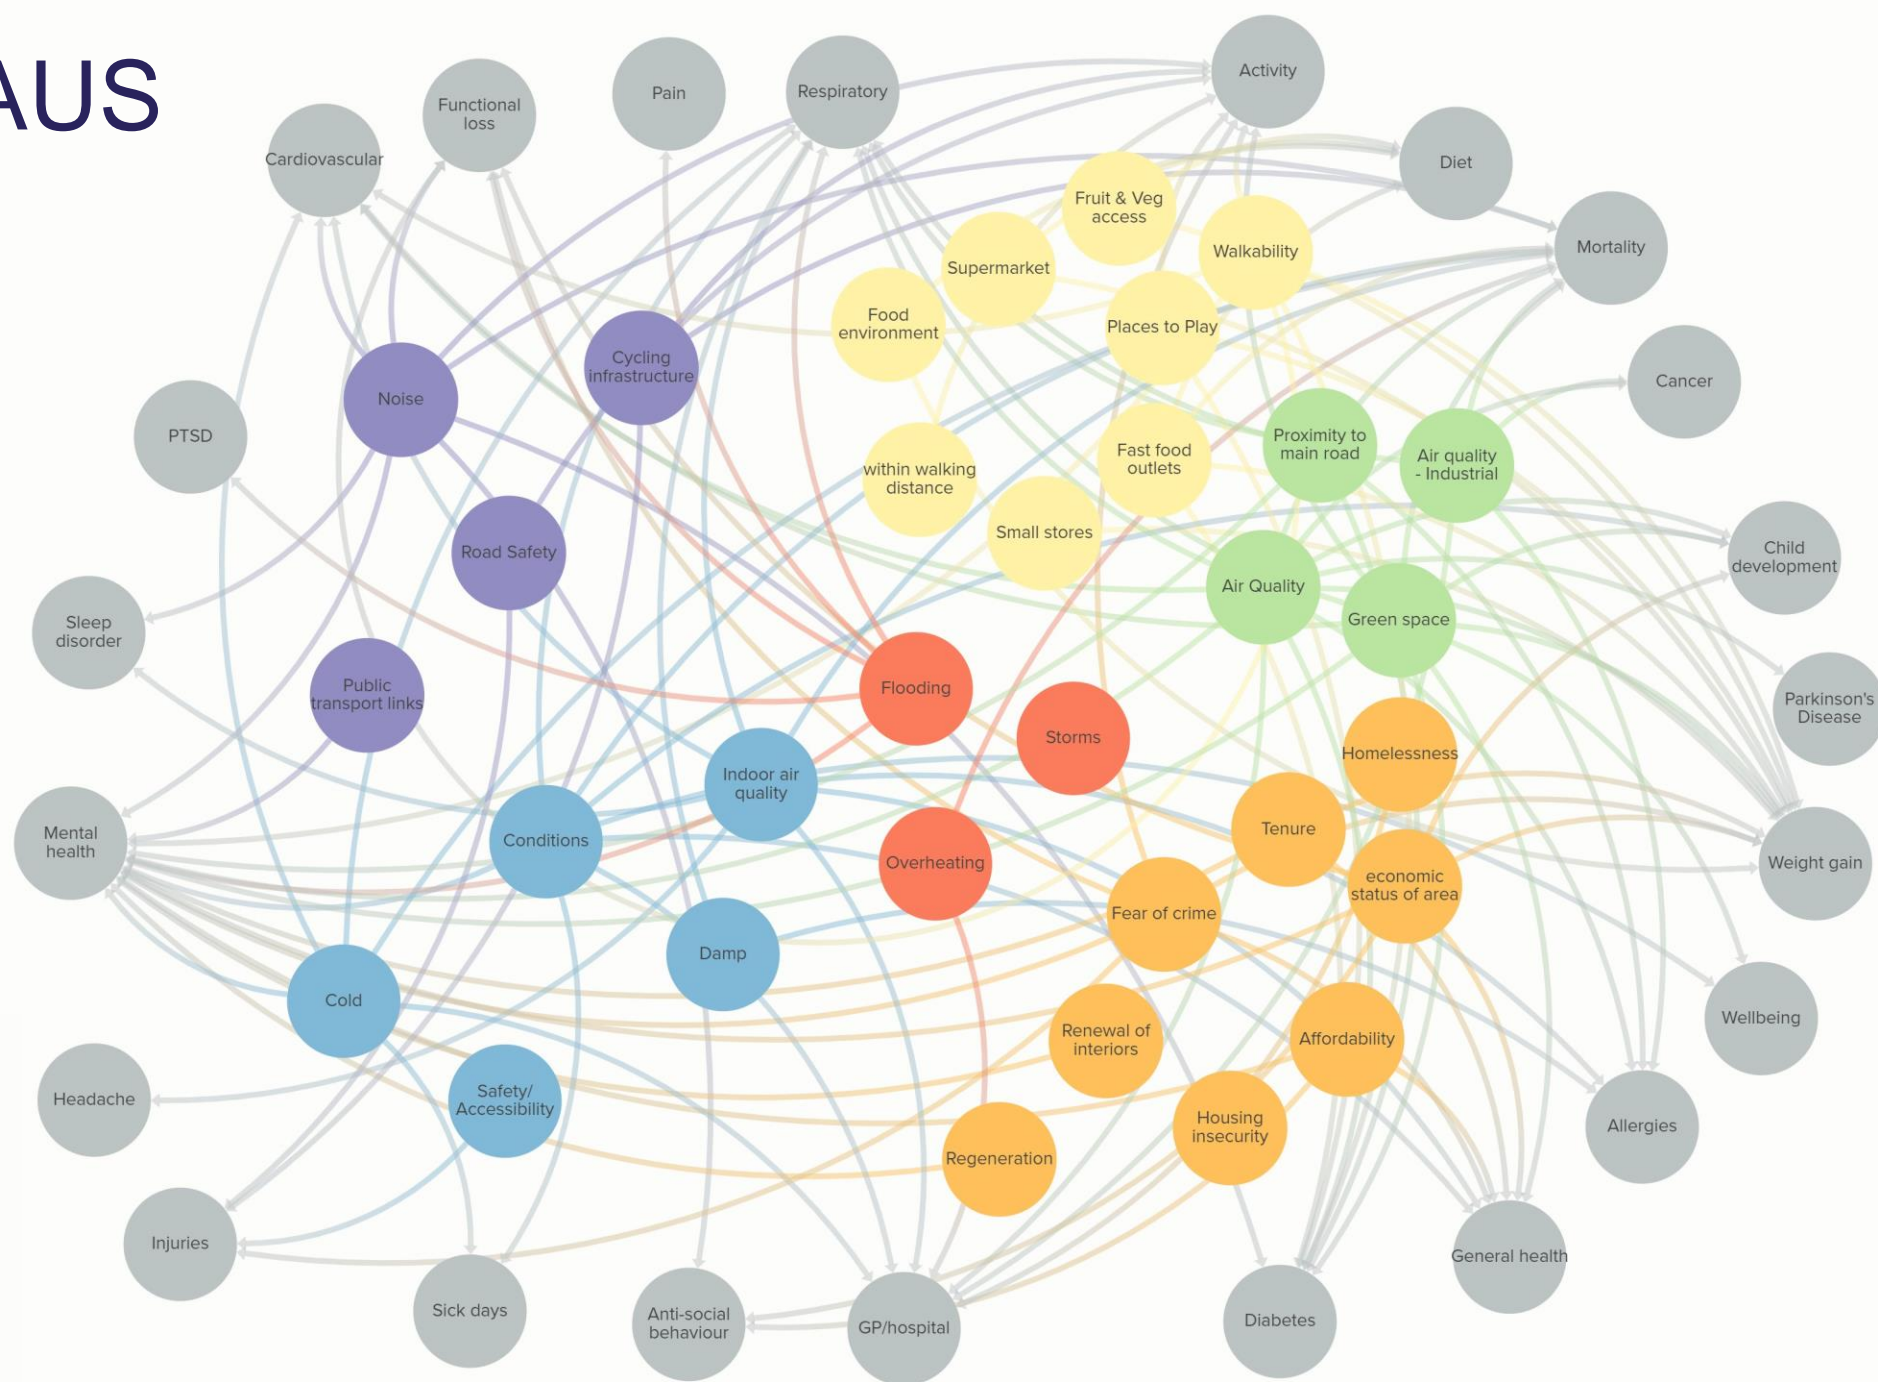 AUS
Activity
Functional
loss
Pain
Respiratory
Cardiovascular
Diet
Fruit & Veg
access
Walkability
Mortality
Supermarket
Food
environment
Places to Play
Cycling
infrastructure
Noise
Cancer
PTSD
Proximity to
main road
Air quality
- Industrial
Fast food
outlets
within walking
distance
Small stores
Road Safety
Child
development
Air Quality
Green space
Sleep
disorder
Public
transport links
Flooding
Parkinson's
Disease
Storms
Homelessness
Indoor air
quality
Tenure
Mental
health
Conditions
Overheating
economic
status of area
Weight gain
Fear of crime
Damp
Cold
Wellbeing
Renewal of
interiors
Affordability
Headache
Safety/
Accessibility
Housing
insecurity
Allergies
Regeneration
Injuries
General health
Sick days
Anti-social
behaviour
GP/hospital
Diabetes